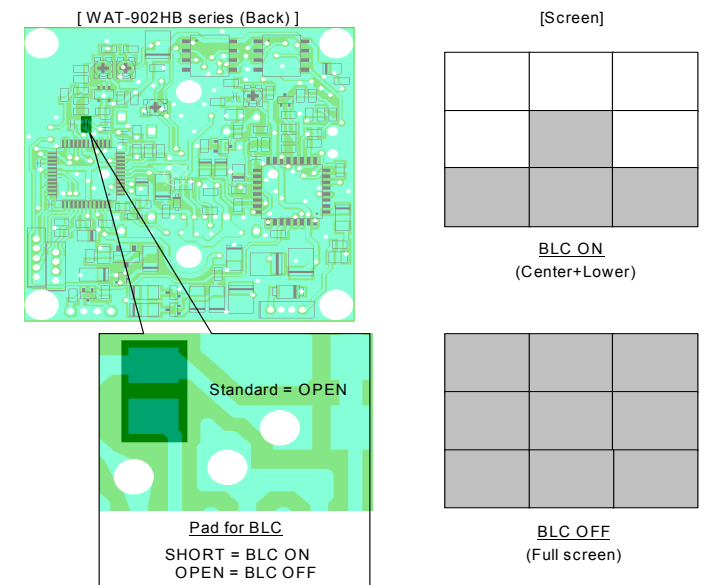 [ WAT-902HB series (Back) ]
[Screen]
BLC ON
(Center+Lower)
Standard = OPEN
Pad for BLC
SHORT = BLC ON
OPEN = BLC OFF
BLC OFF
(Full screen)